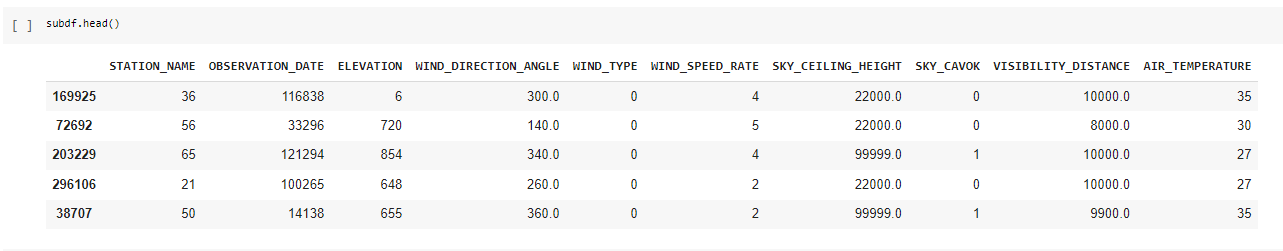 [ ] subdf.head()
STATION_NAME OBSERVATION_DATE ELEVATION WIND_DIRECTION_ANGLE WIND_TYPE WIND_SPEED_RATE SKY_CEILING_HEIGHT SKY_CAVOK VISIBILITY_DISTANCE AIR_TEMPERATURE
169925 36 116838 6 300.0 0 4 22000.0 0 10000.0 35
72692 56 33296 720 140.0 0 5 22000.0 0 8000.0 30
203229 65 121294 854 340.0 0 4 99999.0 1 10000.0 27
296106 21 100265 648 260.0 0 2 22000.0 0 10000.0 27
38707 50 14138 655 360.0 0 2 99999.0 1 9900.0 35